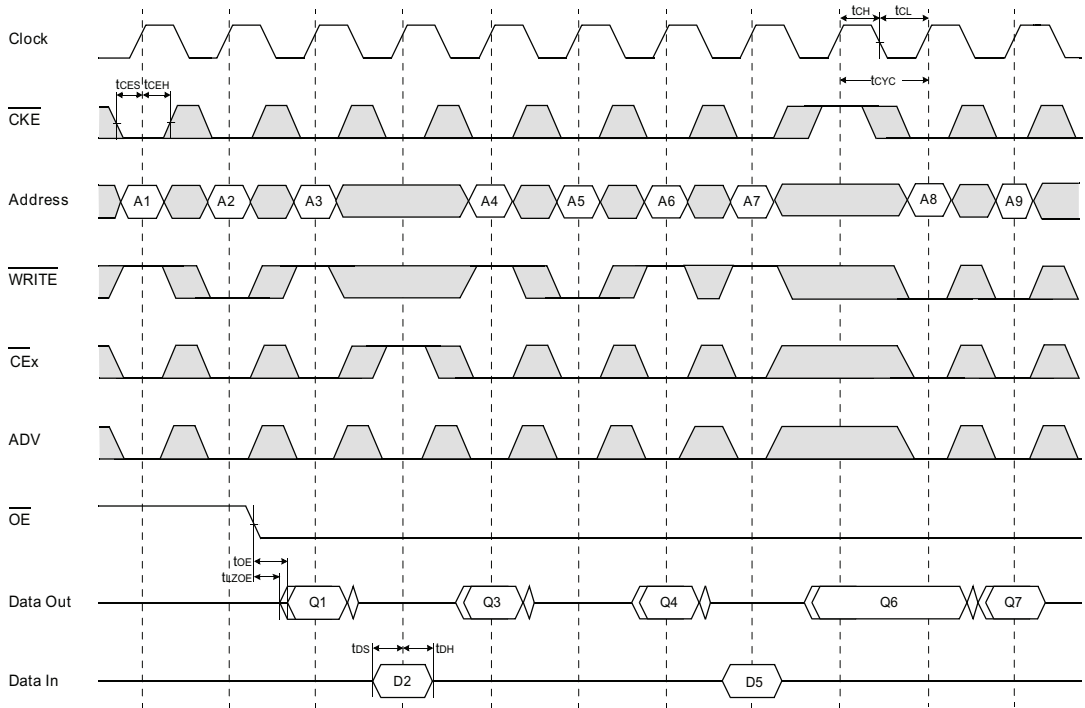 Clock
tCH tCL
tCYC
tCES tCEH
CKE
Address
A1 A2 A3 A4 A5 A6 A7 A8 A9
WRITE
CEx
ADV
OE
tOE
tLZOE
Data Out
Q1 Q3 Q4 Q6 Q7
tDS tDH
Data In
D2 D5